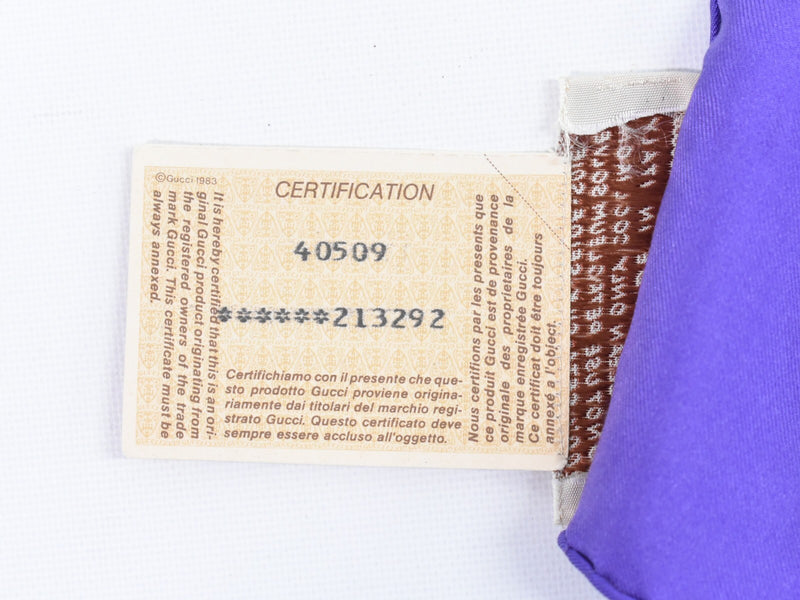 ©Gucci 1983
CERTIFICATION
40509
******213292
It is hereby certified that this is an ori-
ginal Gucci product originating from
the registered owners of the trade
mark Gucci. This certificate must be
always annexed.
Certifichiamo con il presente che que-
sto prodotto Gucci proviene origina-
riamente dai titolari del marchio regi-
strato Gucci. Questo certificato deve
sempre essere accluso all'oggetto.
Nous certifions par les presents que
ce produit Gucci est de provenance
originale des proprietaires de la
marque enregistrée Gucci.
Ce certificat doit être toujours
annexé a l'object.